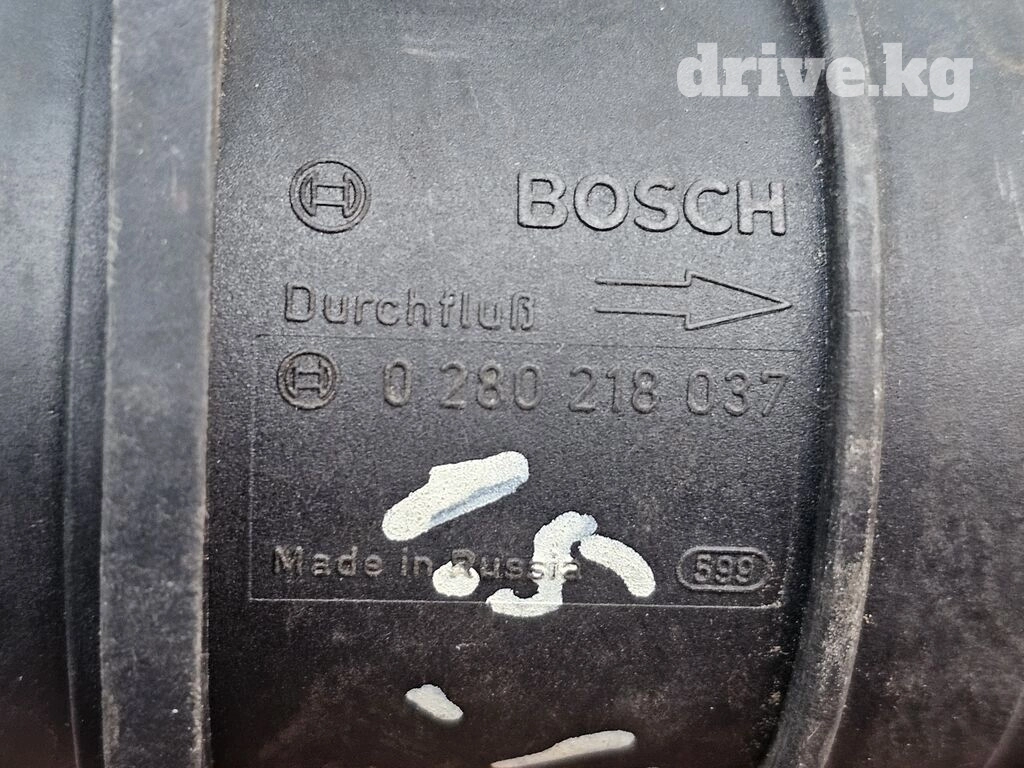 drive.kg
BOSCH
Durchfluß
0 280 218 037
Made in Russia
599